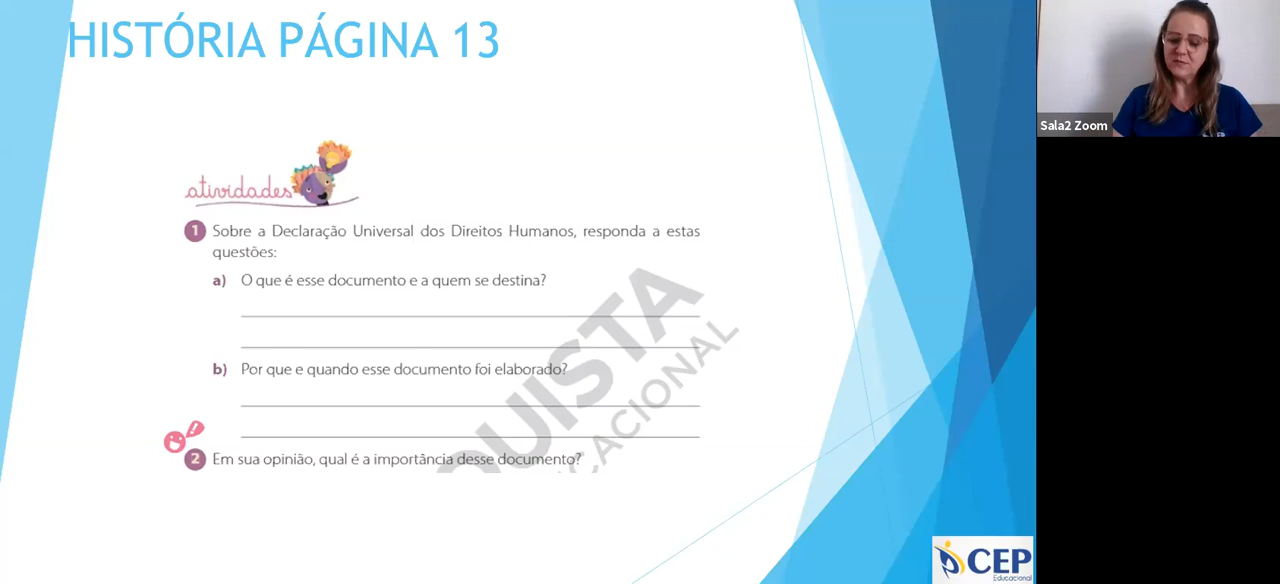 HISTÓRIA PÁGINA 13
Sala2 Zoom
atividades
1 Sobre a Declaração Universal dos Direitos Humanos, responda a estas
questões:
a) O que é esse documento e a quem se destina?
b) Por que e quando esse documento foi elaborado?
2 Em sua opinião, qual é a importância desse documento?
QUISTA
CACIONAL
CEP
Educacional